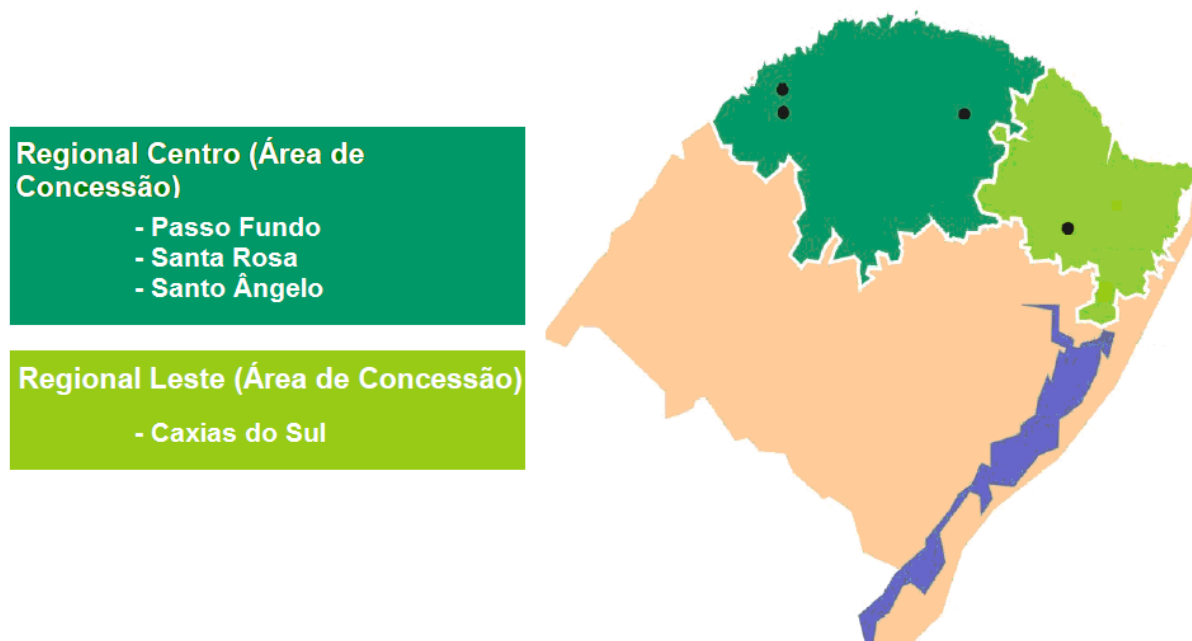 Regional Centro (Área de
Concessão)
- Passo Fundo
- Santa Rosa
- Santo Ângelo
Regional Leste (Área de Concessão)
- Caxias do Sul